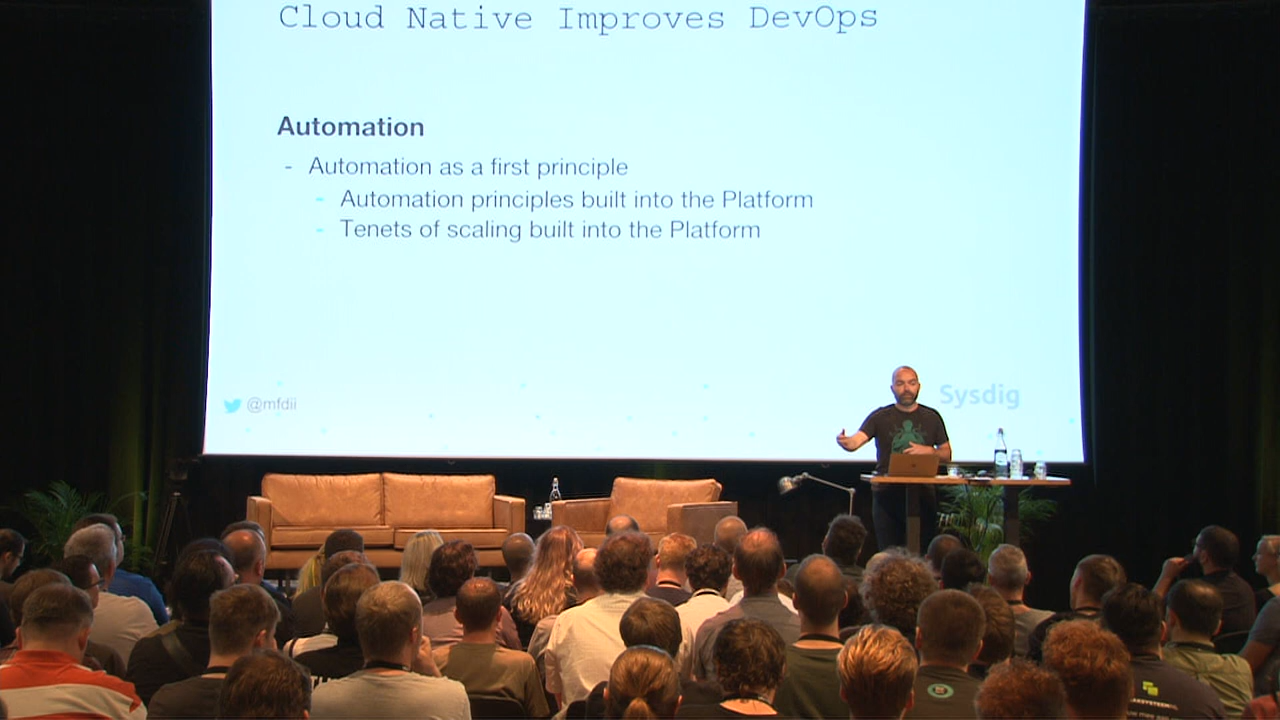 Cloud Native Improves DevOps
Automation
- Automation as a first principle
- Automation principles built into the Platform
- Tenets of scaling built into the Platform
@mfdii
Sysdig